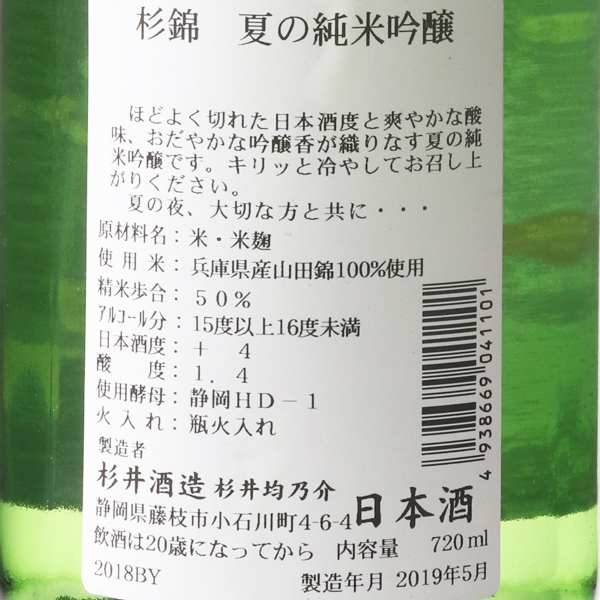 杉錦　夏の純米吟醸
ほどよく切れた日本酒度と爽やかな酸
味、おだやかな吟醸香が織りなす夏の純
米吟醸です。キリッと冷やしてお召し上
がりください。
夏の夜、大切な方と共に・・・
原材料名：米・米麹
使用米：兵庫県産山田錦100%使用
精米歩合：５０％
アルコール分：15度以上16度未満
日本酒度：＋　４
酸　度：１．４
使用酵母：静岡ＨＤ－１
火入れ：瓶火入れ
製造者
杉井酒造 杉井均乃介
静岡県藤枝市小石川町4-6-4
日本酒
飲酒は20歳になってから　内容量　720ml
2018BY　製造年月 2019年5月
4 938669 041101